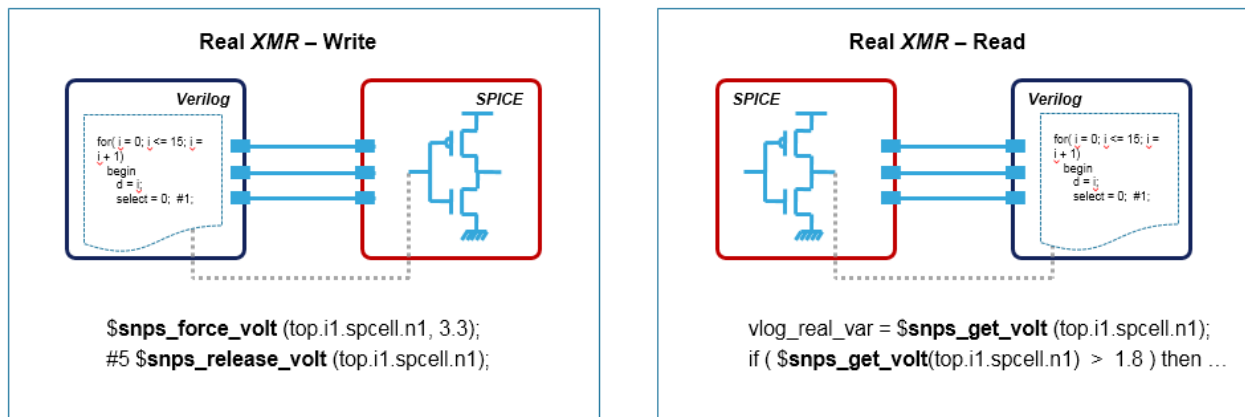 Real XMR – Write
Verilog
for( i = 0; i <= 15; i =
i + 1)
begin
d = i;
select = 0; #1;
SPICE
$snps_force_volt (top.i1.spcell.n1, 3.3);
#5 $snps_release_volt (top.i1.spcell.n1);
Real XMR – Read
SPICE
Verilog
for( i = 0; i <= 15; i =
i + 1)
begin
d = i;
select = 0; #1;
vlog_real_var = $snps_get_volt (top.i1.spcell.n1);
if ( $snps_get_volt(top.i1.spcell.n1) > 1.8 ) then …